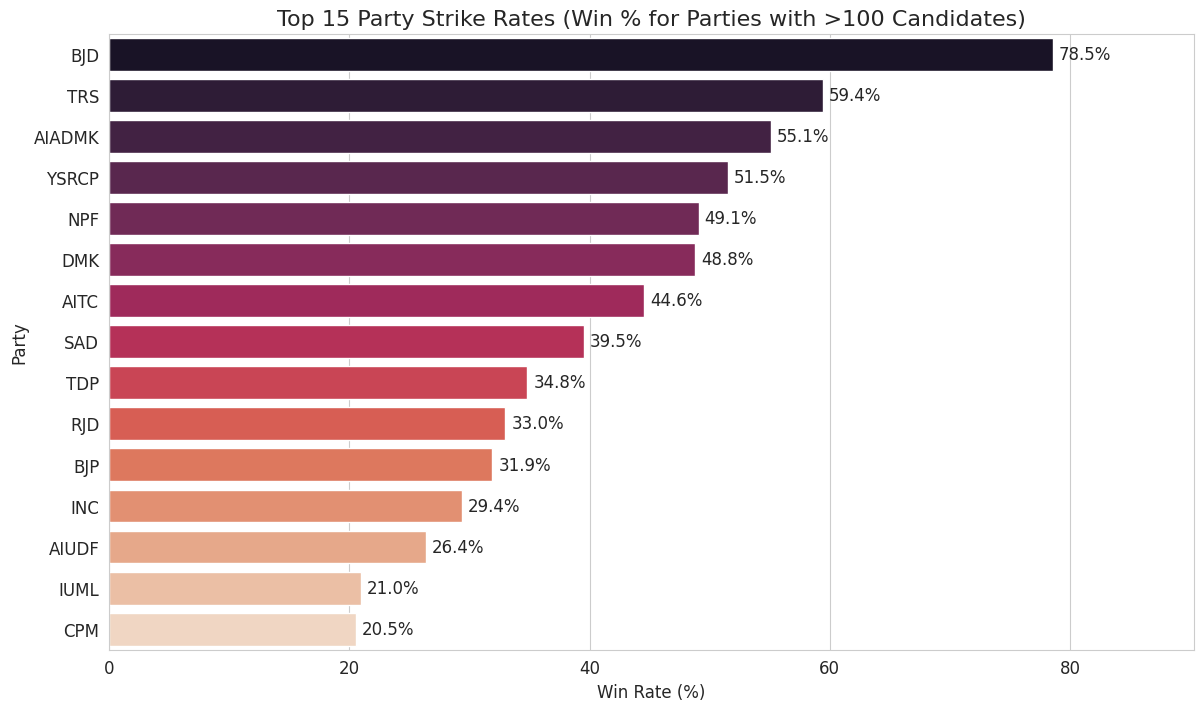 Top 15 Party Strike Rates (Win % for Parties with >100 Candidates)
Party
BJD 78.5%
TRS 59.4%
AIADMK 55.1%
YSRCP 51.5%
NPF 49.1%
DMK 48.8%
AITC 44.6%
SAD 39.5%
TDP 34.8%
RJD 33.0%
BJP 31.9%
INC 29.4%
AIUDF 26.4%
IUML 21.0%
CPM 20.5%
0 20 40 60 80
Win Rate (%)